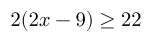 2(2x − 9) ≥ 22